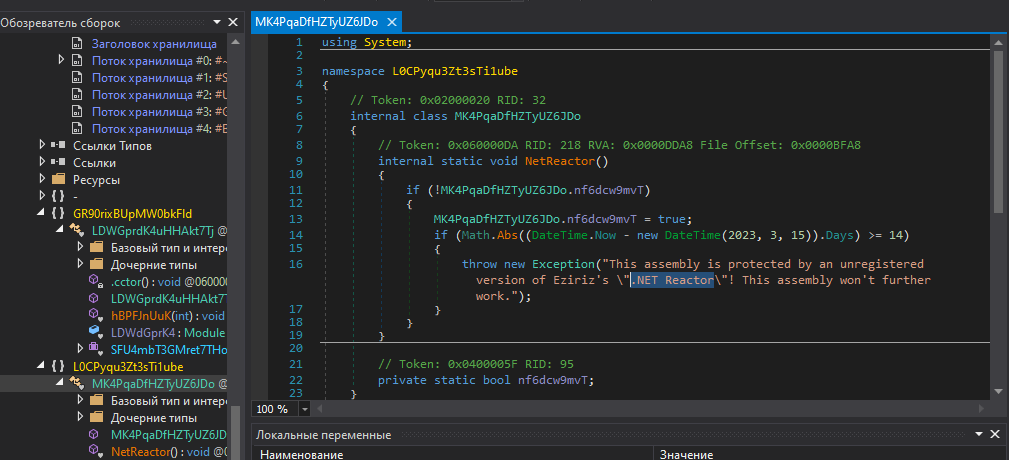 Обозреватель сборок
Заголовок хранилища
Поток хранилища #0: #~
Поток хранилища #1: #S
Поток хранилища #2: #U
Поток хранилища #3: #G
Поток хранилища #4: #B
Ссылки Типов
Ссылки
Ресурсы
{ } -
{ } GR90rixBUpMW0bkFld
LDWGprdK4uHHAkt7Tj @
Базовый тип и интер
Дочерние типы
.cctor() : void @06000
LDWGprdK4uHHAkt7T
hBPFJnUuK(int) : void
LDWdGprK4 : Module
SFU4mbT3GMret7THo
{ } L0CPyqu3Zt3sTi1ube
MK4PqaDfHZTyUZ6JDo @
Базовый тип и интер
Дочерние типы
MK4PqaDfHZTyUZ6JD
NetReactor() : void @0
MK4PqaDfHZTyUZ6JDo
1 using System;
2
3 namespace L0CPyqu3Zt3sTi1ube
4 {
5 // Token: 0x02000020 RID: 32
6 internal class MK4PqaDfHZTyUZ6JDo
7 {
8 // Token: 0x060000DA RID: 218 RVA: 0x0000DDA8 File Offset: 0x0000BFA8
9 internal static void NetReactor()
10 {
11 if (!MK4PqaDfHZTyUZ6JDo.nf6dcw9mvT)
12 {
13 MK4PqaDfHZTyUZ6JDo.nf6dcw9mvT = true;
14 if (Math.Abs((DateTime.Now - new DateTime(2023, 3, 15)).Days) >= 14)
15 {
16 throw new Exception("This assembly is protected by an unregistered
version of Eziriz's \".NET Reactor\"! This assembly won't further
work.");
17 }
18 }
19 }
20
21 // Token: 0x0400005F RID: 95
22 private static bool nf6dcw9mvT;
23 }
100 %
Локальные переменные
Наименование
Значение